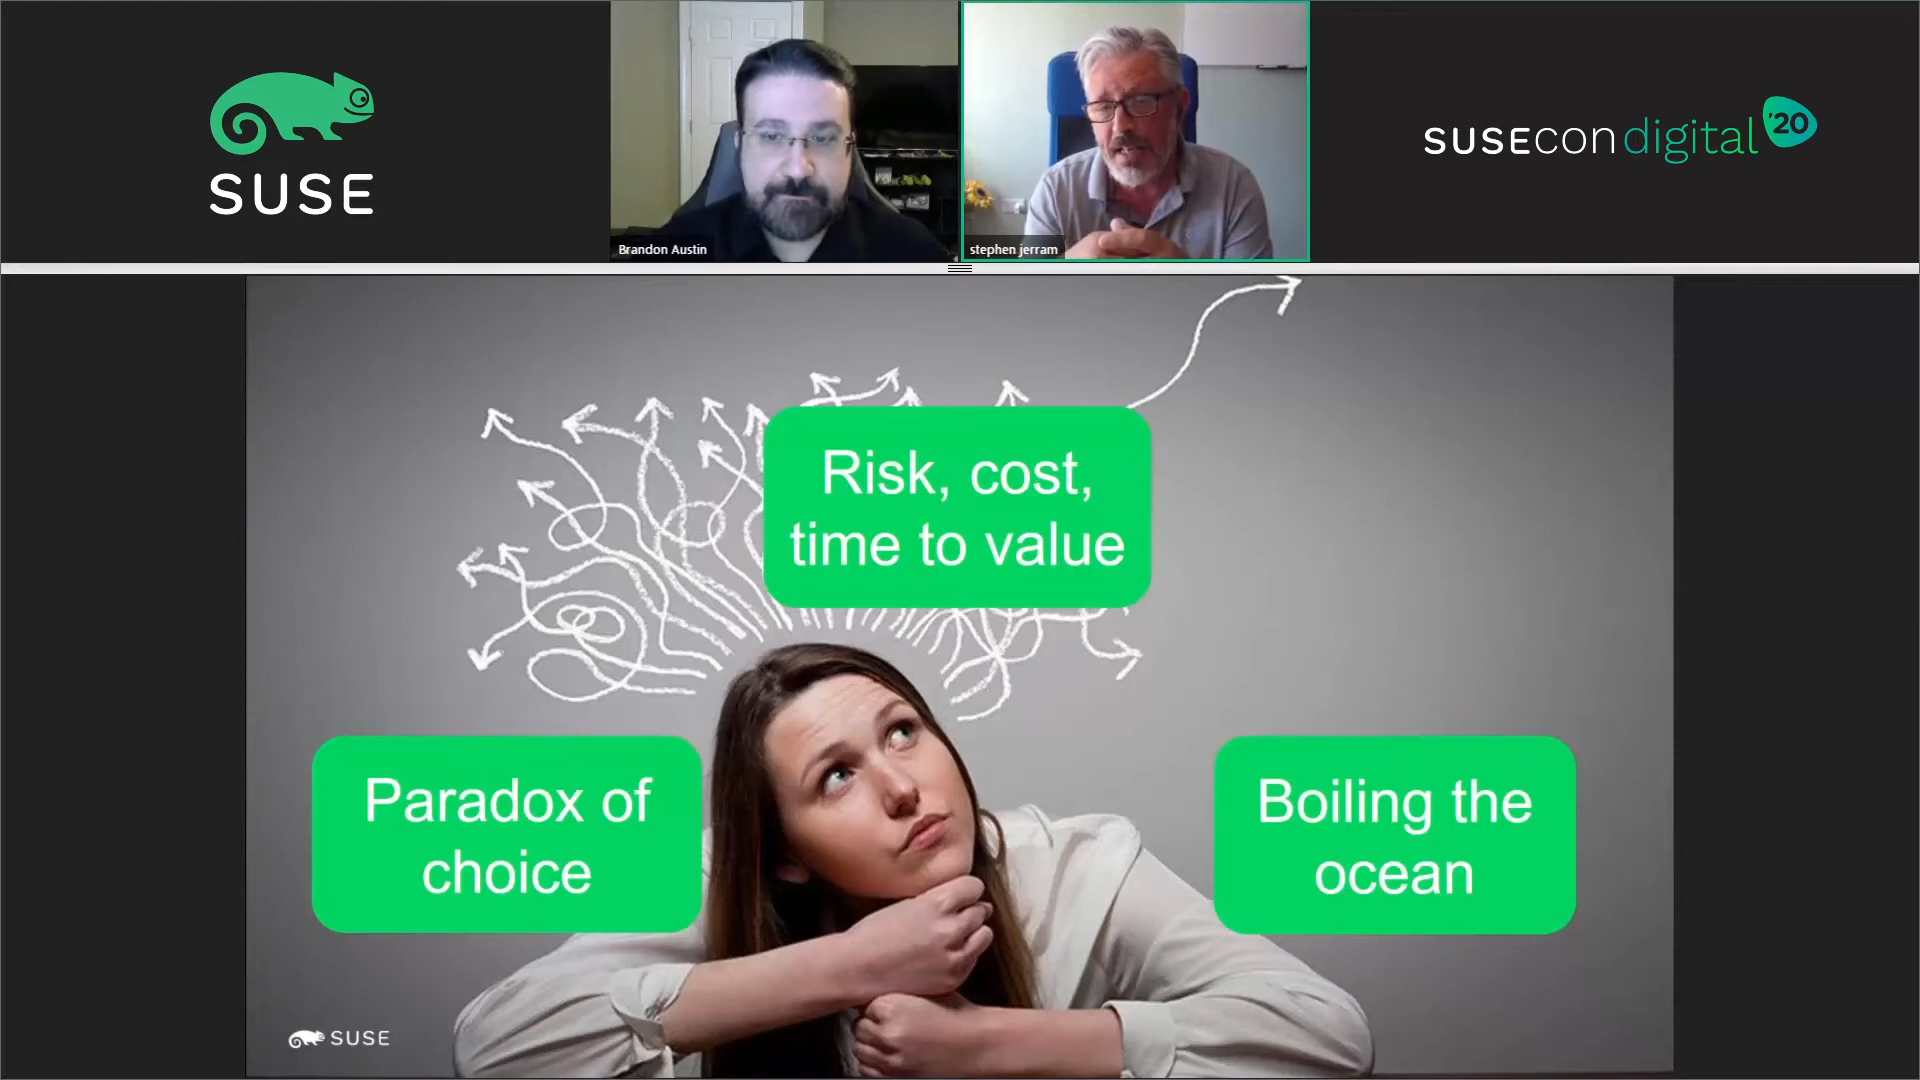 SUSE
Brandon Austin
stephen jerram
SUSECON digital '20
Risk, cost,
time to value
Paradox of
choice
Boiling the
ocean
SUSE